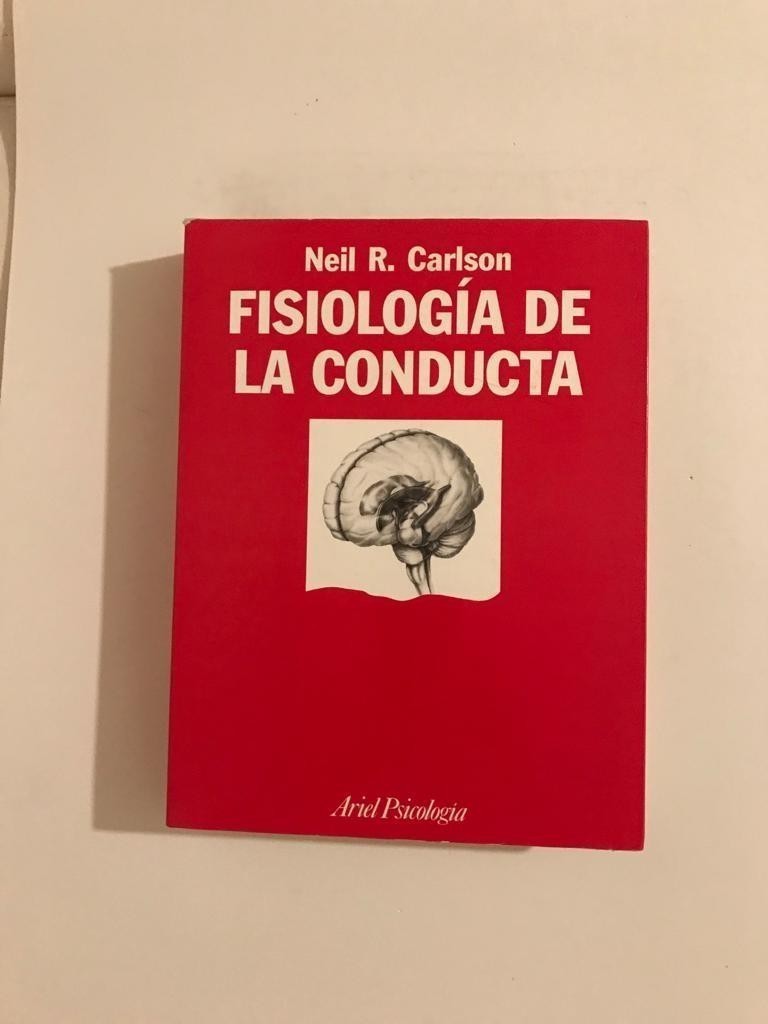 Neil R. Carlson
FISIOLOGÍA DE
LA CONDUCTA
Ariel Psicología